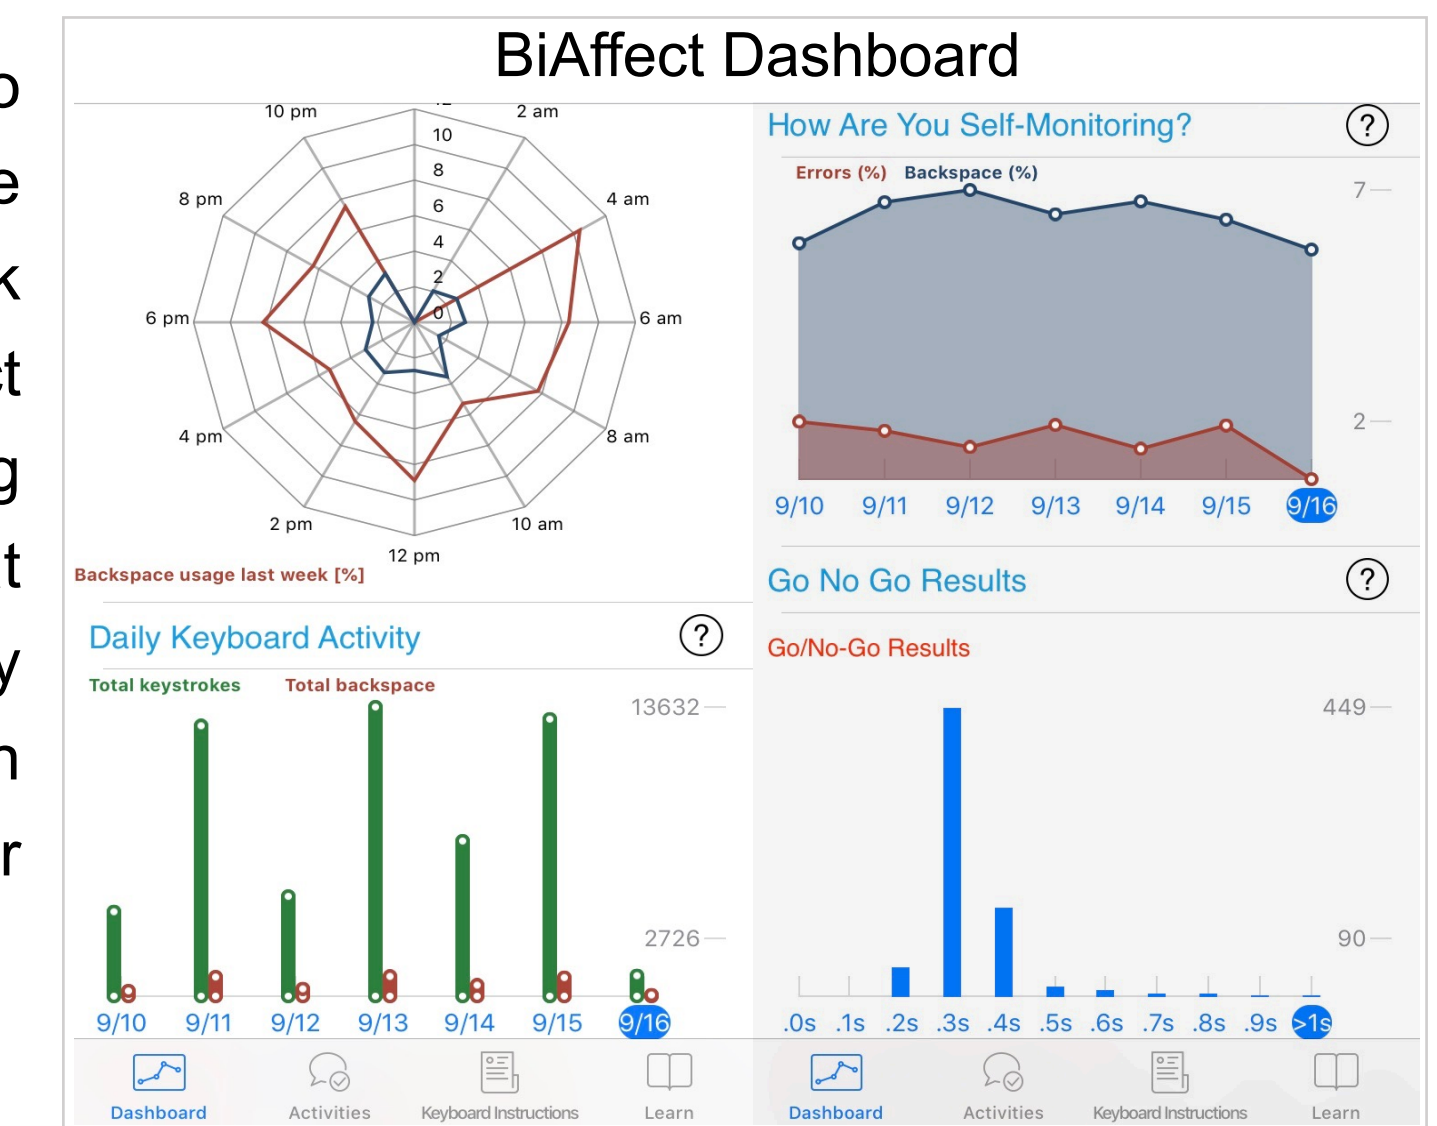 BiAffect Dashboard
10 pm
2 am
8 pm
4 am
6 pm
6 am
4 pm
8 am
2 pm
10 am
12 pm
10
8
6
4
2
0
Backspace usage last week [%]
Daily Keyboard Activity
?
Total keystrokes Total backspace
13632
2726
9/10 9/11 9/12 9/13 9/14 9/15 9/16
Dashboard Activities Keyboard Instructions Learn
How Are You Self-Monitoring?
?
Errors (%) Backspace (%)
7
2
9/10 9/11 9/12 9/13 9/14 9/15 9/16
Go No Go Results
?
Go/No-Go Results
449
90
.0s .1s .2s .3s .4s .5s .6s .7s .8s .9s >1s
Dashboard Activities Keyboard Instructions Learn